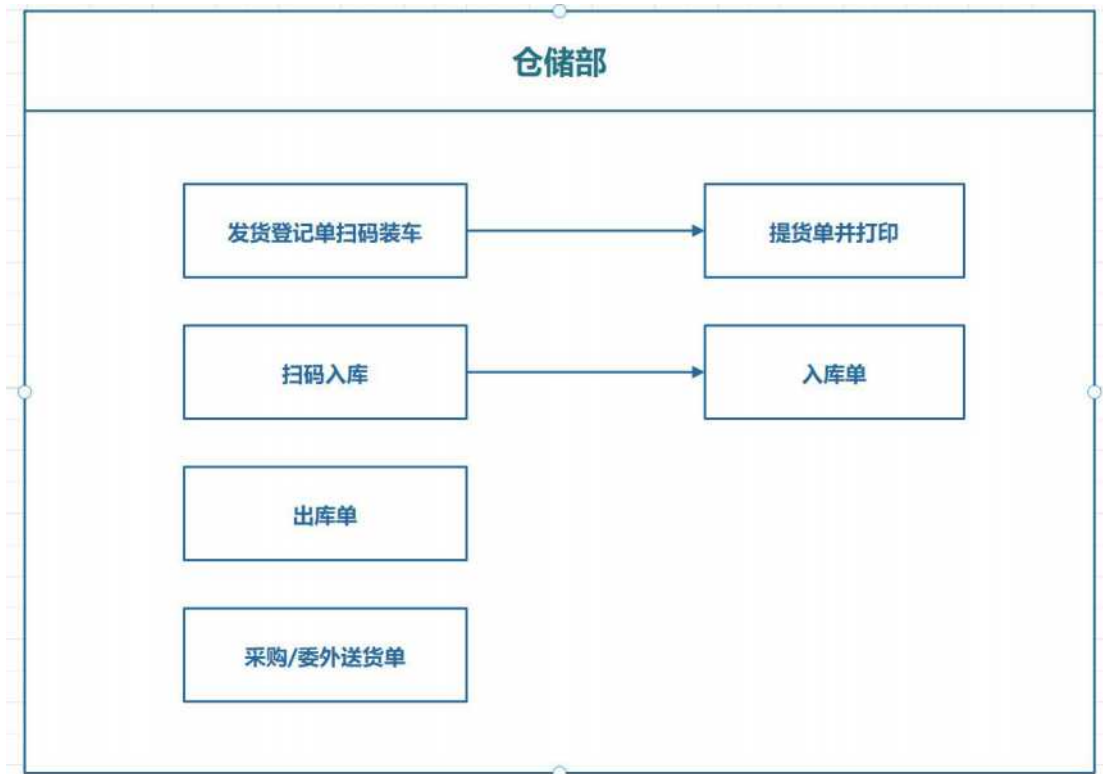 仓储部
发货登记单扫码装车
提货单并打印
扫码入库
入库单
出库单
采购/委外送货单